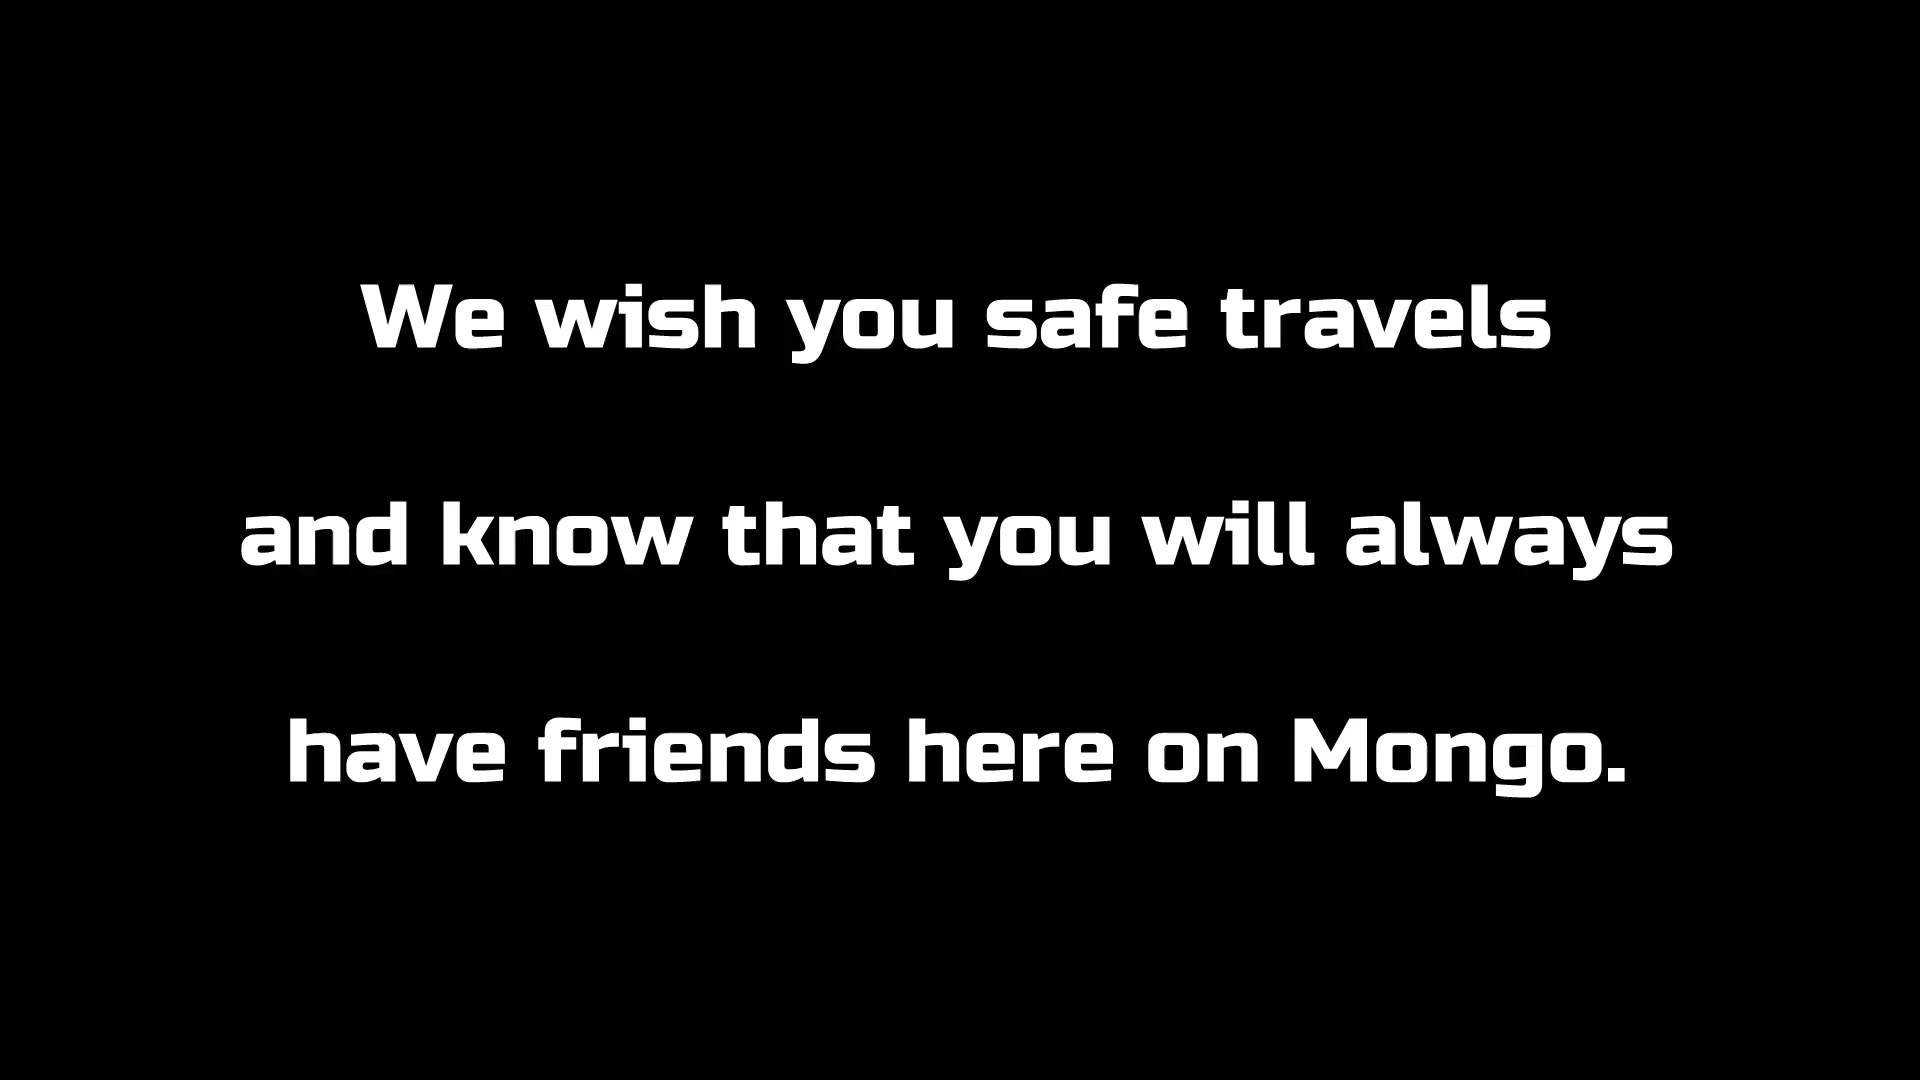 We wish you safe travels
and know that you will always
have friends here on Mongo.